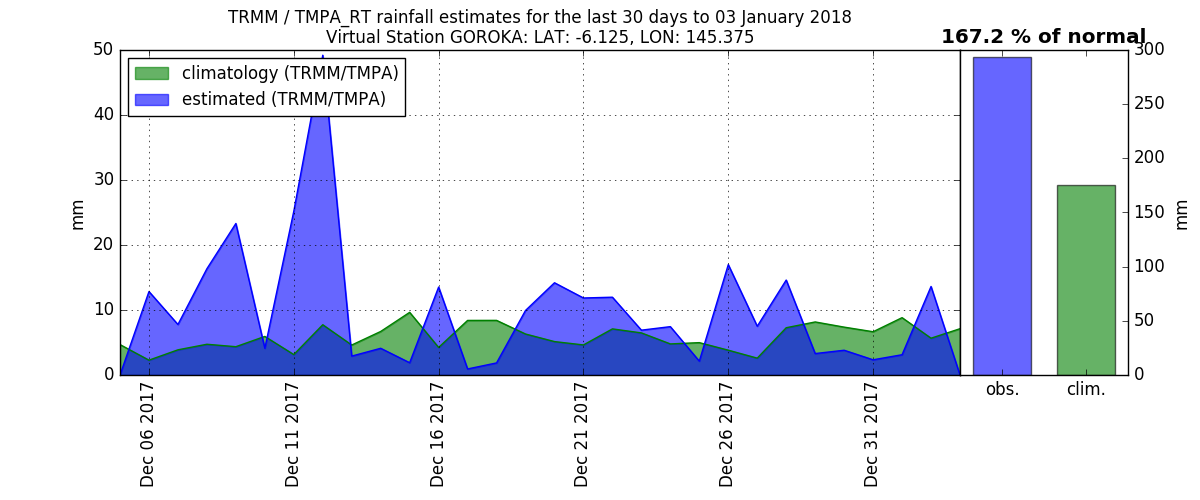 TRMM / TMPA_RT rainfall estimates for the last 30 days to 03 January 2018
Virtual Station GOROKA: LAT: -6.125, LON: 145.375
167.2 % of normal
climatology (TRMM/TMPA)
estimated (TRMM/TMPA)
50
40
30
20
10
0
mm
Dec 06 2017
Dec 11 2017
Dec 16 2017
Dec 21 2017
Dec 26 2017
Dec 31 2017
obs.
clim.
300
250
200
150
100
50
0
mm